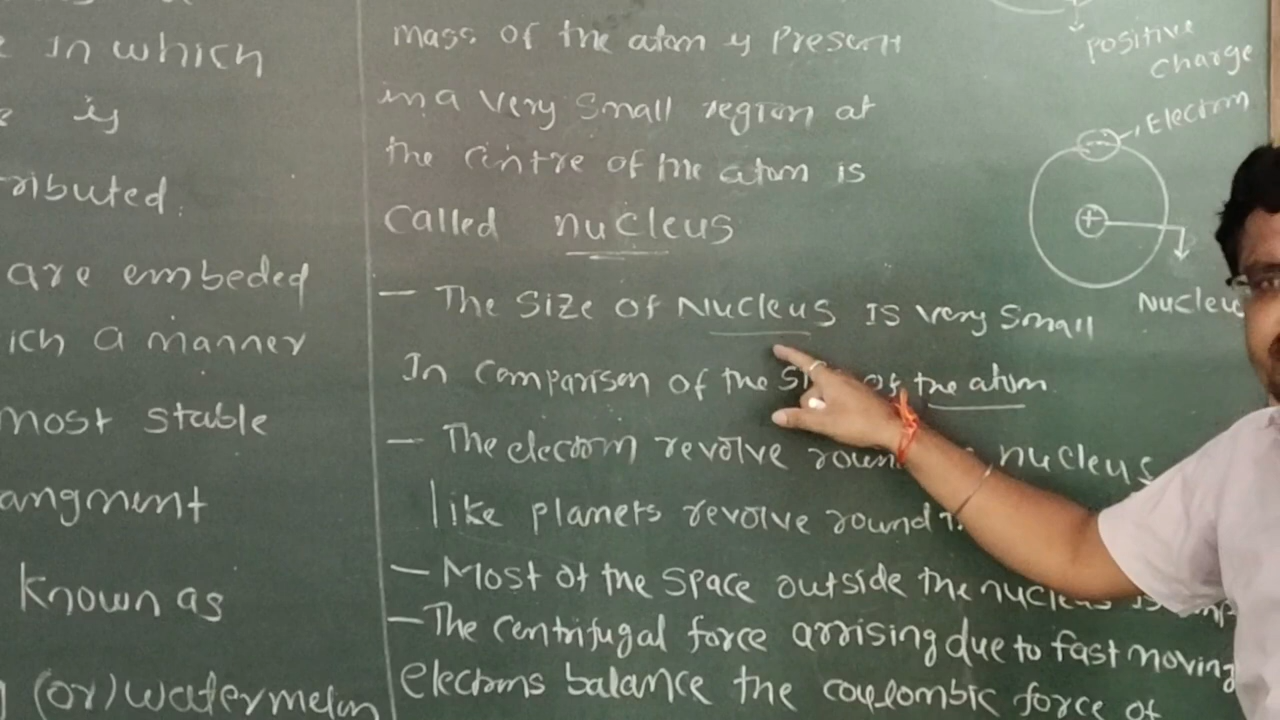 in which
is
ributed.
are embeded
ich a manner
most stable
angment
known as
(or) watermelon
mass of the atom is Present
in a very small region at
the Centre of the atom is
called nucleus
- The Size of Nucleus Is very Small
In Comparison of the Si of the atom
- The electrom revolve roun nucleus
like planets revolve round
- Most of the Space outside the nucleus is
- The Centrifugal force arrising due to fast moving
electrons balance the coulombic force of
Positive
Charge
Electron
+
Nucleu